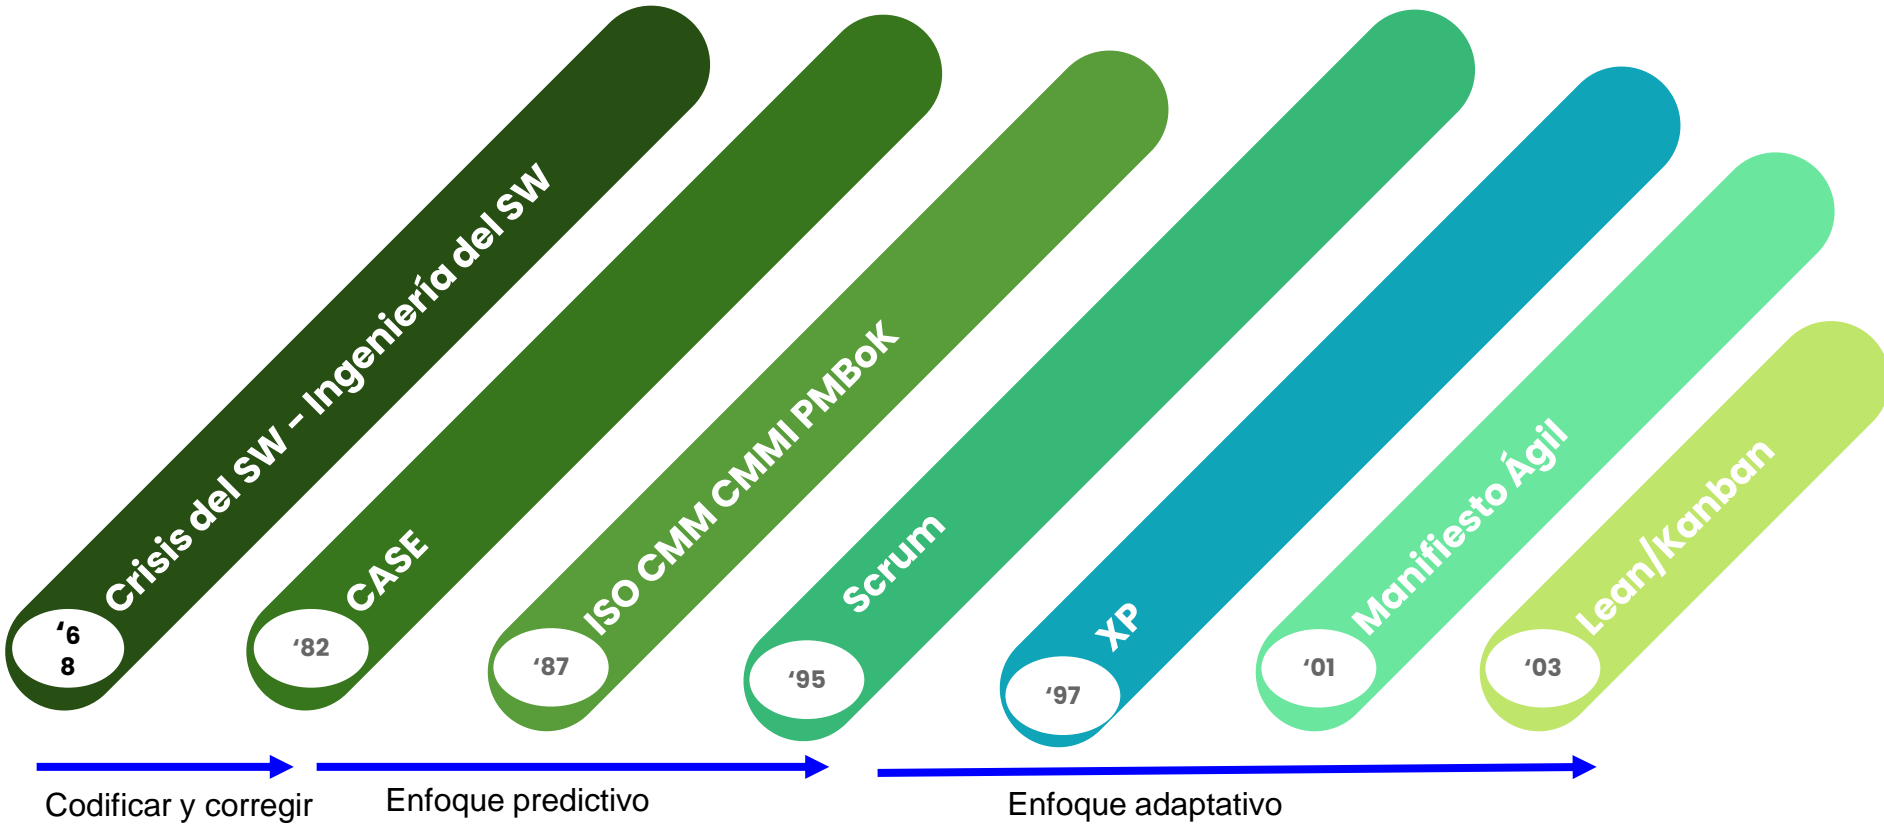 Crisis del SW - Ingeniería del SW
CASE
ISO CMM CMMI PMBoK
Scrum
XP
Manifiesto Ágil
Lean/Kanban
‘6
8
‘82
‘87
‘95
‘97
‘01
‘03
Codificar y corregir
Enfoque predictivo
Enfoque adaptativo